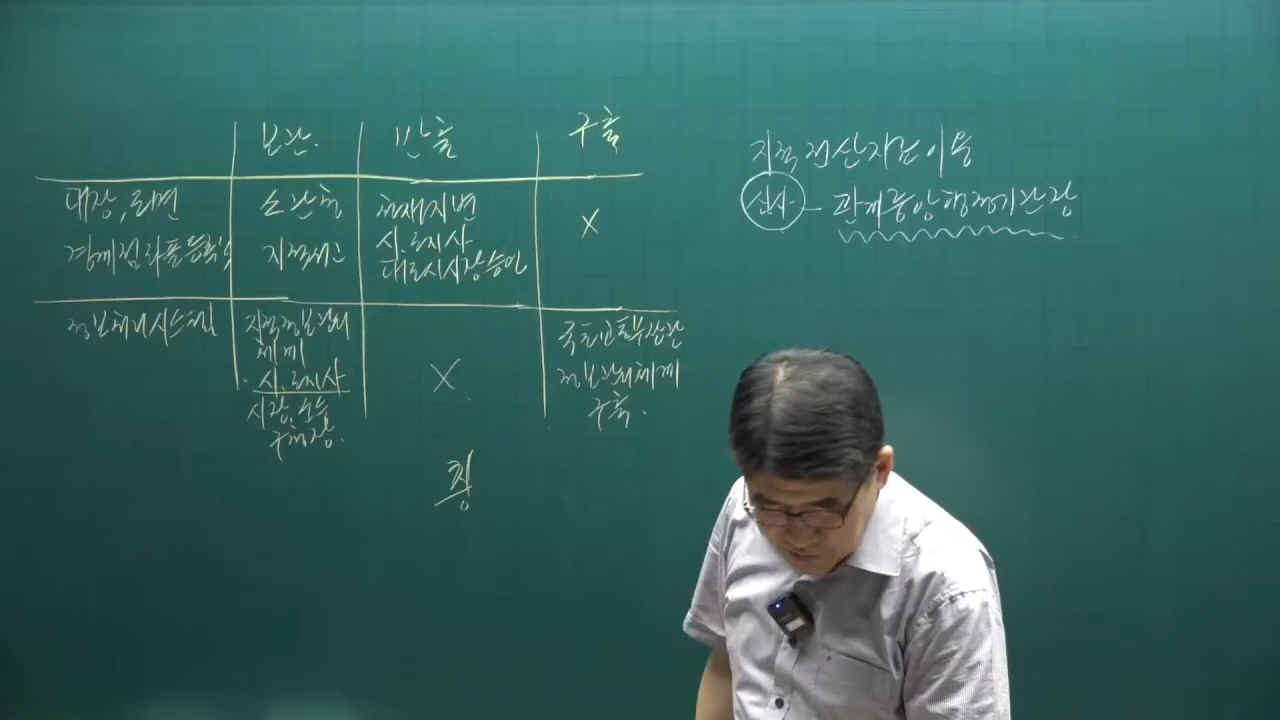 보관. 반출 구축
대장, 도면 소관청 천재지변 X
경계점좌표등록부 지적서고 시.도지사
대도시시장승인
정보처리시스템 지적정보관리 국토교통부장관
체계 X 정보관리체계
시.도지사 구축.
시장,군수
구청장.
지적전산자료이용
심사 - 관계중앙행정기관장